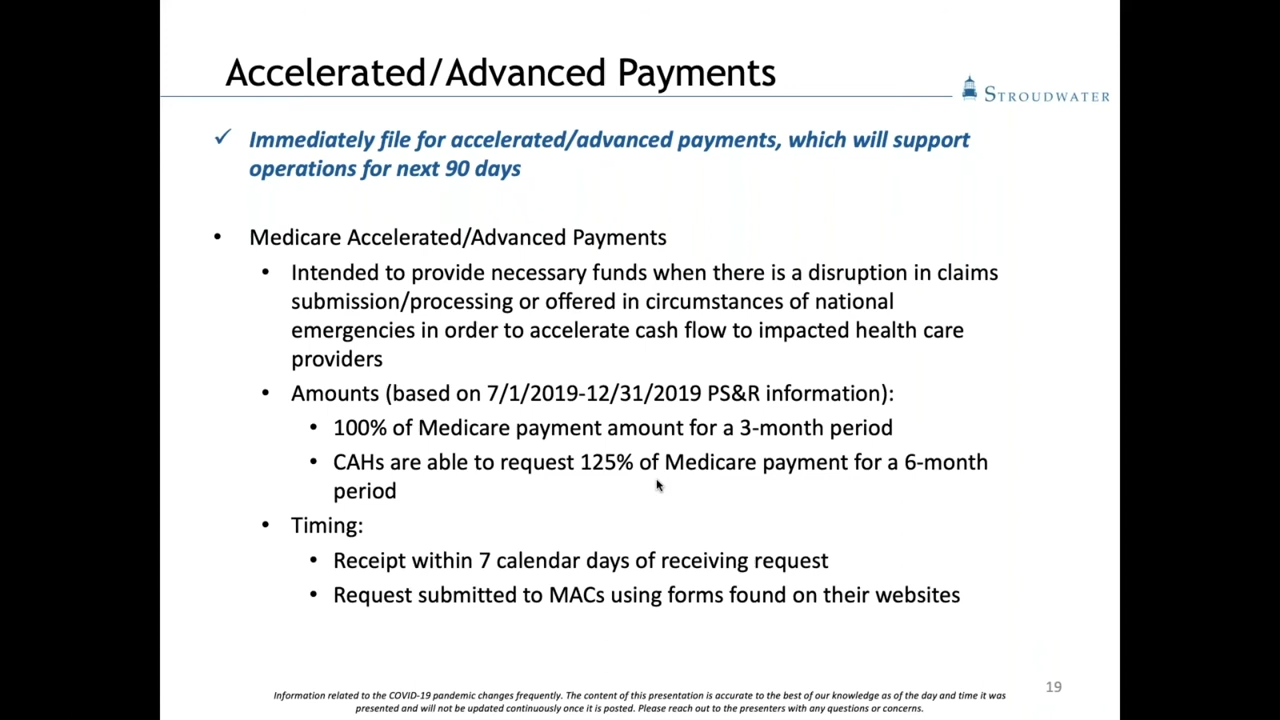 Accelerated/Advanced Payments
STROUDWATER
✓ Immediately file for accelerated/advanced payments, which will support
operations for next 90 days
• Medicare Accelerated/Advanced Payments
• Intended to provide necessary funds when there is a disruption in claims
submission/processing or offered in circumstances of national
emergencies in order to accelerate cash flow to impacted health care
providers
• Amounts (based on 7/1/2019-12/31/2019 PS&R information):
• 100% of Medicare payment amount for a 3-month period
• CAHs are able to request 125% of Medicare payment for a 6-month
period
• Timing:
• Receipt within 7 calendar days of receiving request
• Request submitted to MACs using forms found on their websites
19
Information related to the COVID-19 pandemic changes frequently. The content of this presentation is accurate to the best of our knowledge as of the day and time it was
presented and will not be updated continuously once it is posted. Please reach out to the presenters with any questions or concerns.